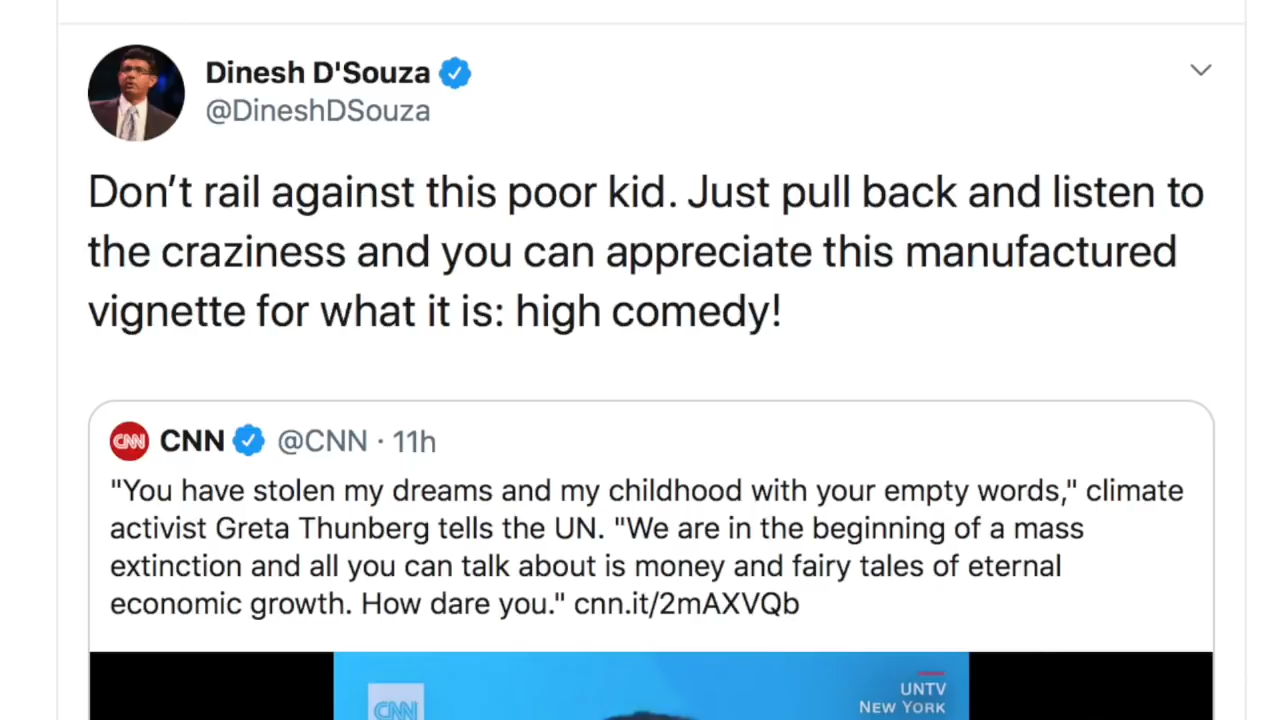 Dinesh D'Souza
@DineshDSouza
Don’t rail against this poor kid. Just pull back and listen to
the craziness and you can appreciate this manufactured
vignette for what it is: high comedy!
CNN CNN @CNN · 11h
"You have stolen my dreams and my childhood with your empty words," climate
activist Greta Thunberg tells the UN. "We are in the beginning of a mass
extinction and all you can talk about is money and fairy tales of eternal
economic growth. How dare you." cnn.it/2mAXVQb
CNN
UNTV
NEW YORK